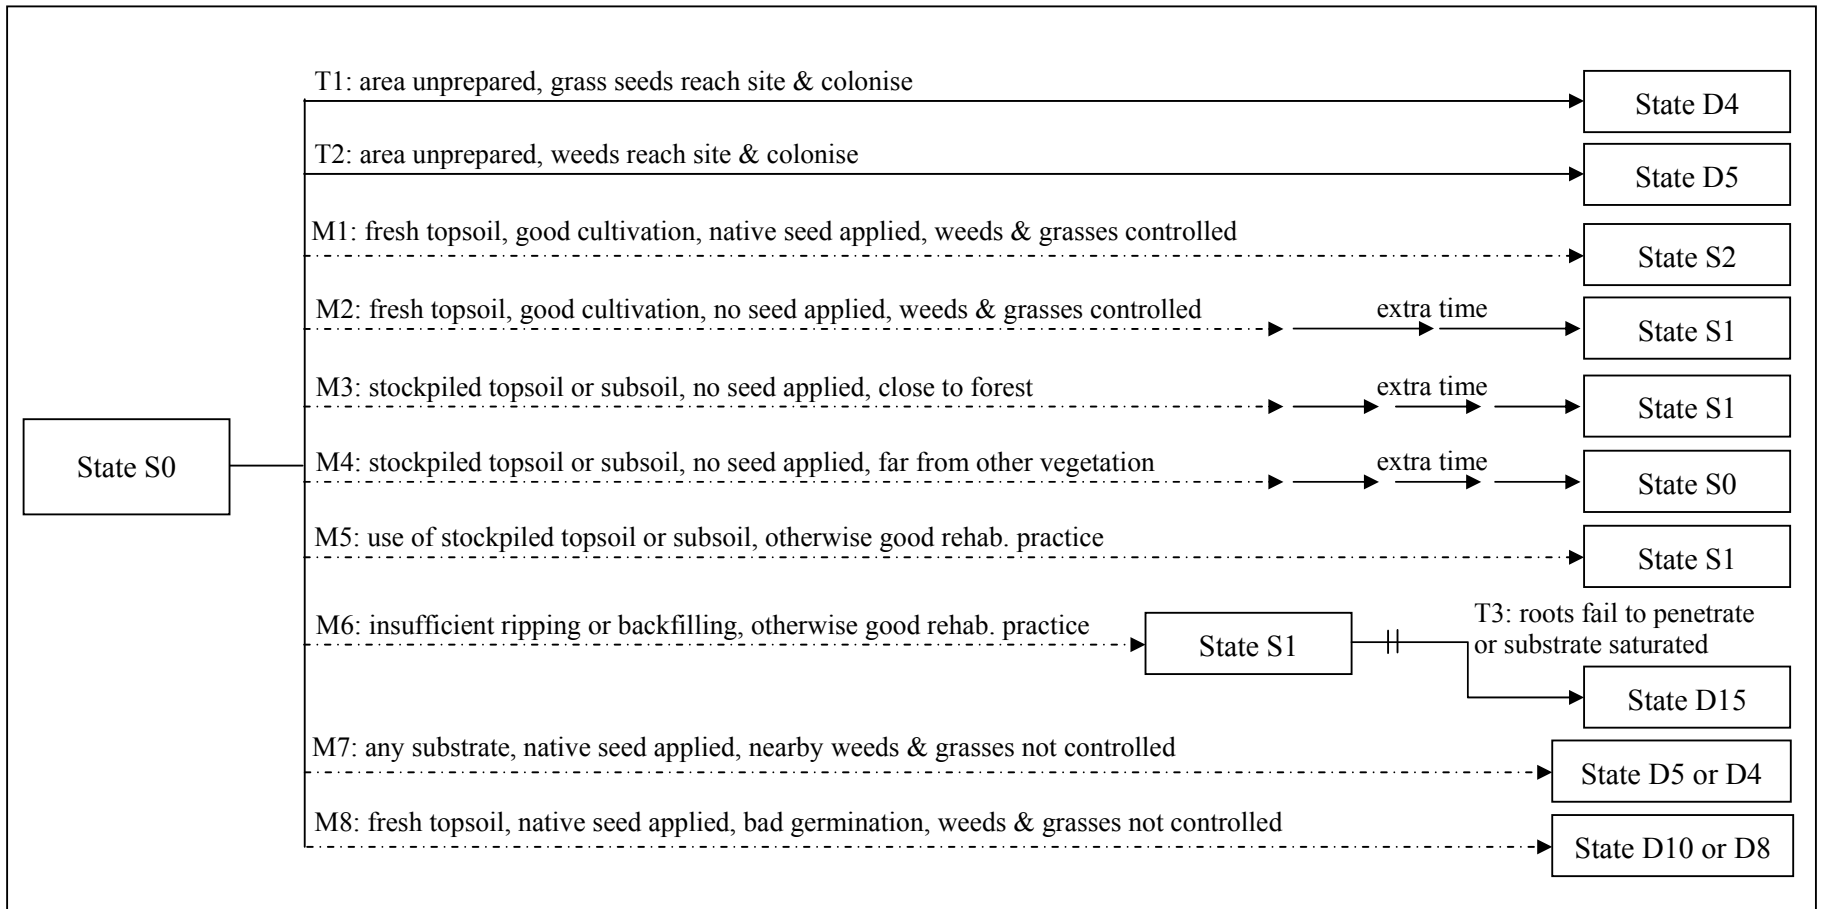 T1: area unprepared, grass seeds reach site & colonise
State D4
T2: area unprepared, weeds reach site & colonise
State D5
M1: fresh topsoil, good cultivation, native seed applied, weeds & grasses controlled
State S2
M2: fresh topsoil, good cultivation, no seed applied, weeds & grasses controlled
extra time
State S1
M3: stockpiled topsoil or subsoil, no seed applied, close to forest
extra time
State S1
State S0
M4: stockpiled topsoil or subsoil, no seed applied, far from other vegetation
extra time
State S0
M5: use of stockpiled topsoil or subsoil, otherwise good rehab. practice
State S1
M6: insufficient ripping or backfilling, otherwise good rehab. practice
State S1
T3: roots fail to penetrate
or substrate saturated
State D15
M7: any substrate, native seed applied, nearby weeds & grasses not controlled
State D5 or D4
M8: fresh topsoil, native seed applied, bad germination, weeds & grasses not controlled
State D10 or D8